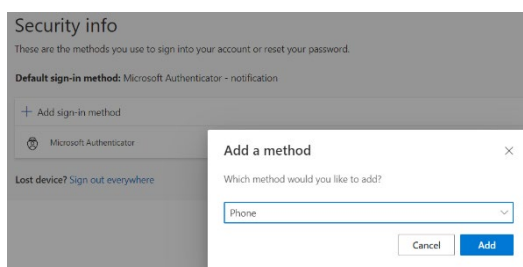 Security info
These are the methods you use to sign into your account or reset your password.
Default sign-in method: Microsoft Authenticator - notification
+ Add sign-in method
Microsoft Authenticator
Lost device? Sign out everywhere
Add a method
Which method would you like to add?
Phone
Cancel Add